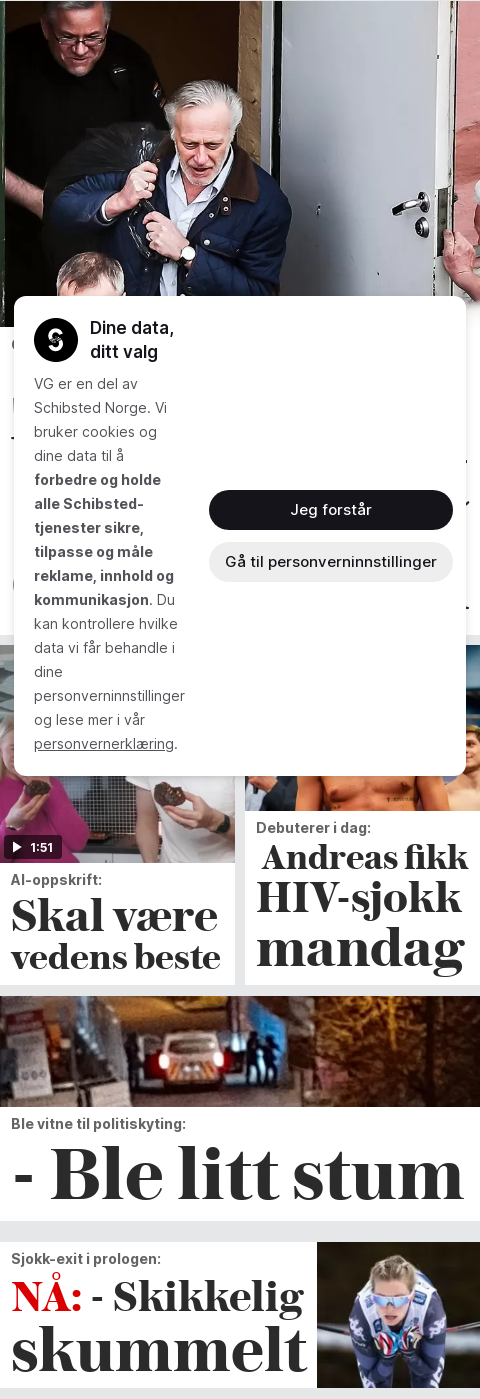 Dine data,
ditt valg
VG er en del av
Schibsted Norge. Vi
bruker cookies og
dine data til å
forbedre og holde
alle Schibsted-
tjenester sikre,
tilpasse og måle
reklame, innhold og
kommunikasjon. Du
kan kontrollere hvilke
data vi får behandle i
dine
personverninnstillinger
og lese mer i vår
personvernerklæring.
Jeg forstår
Gå til personverninnstillinger
1:51
AI-oppskrift:
Skal være
vedens beste
Debuterer i dag:
Andreas fikk
HIV-sjokk
mandag
Ble vitne til politiskyting:
- Ble litt stum
Sjokk-exit i prologen:
NÅ: - Skikkelig
skummelt